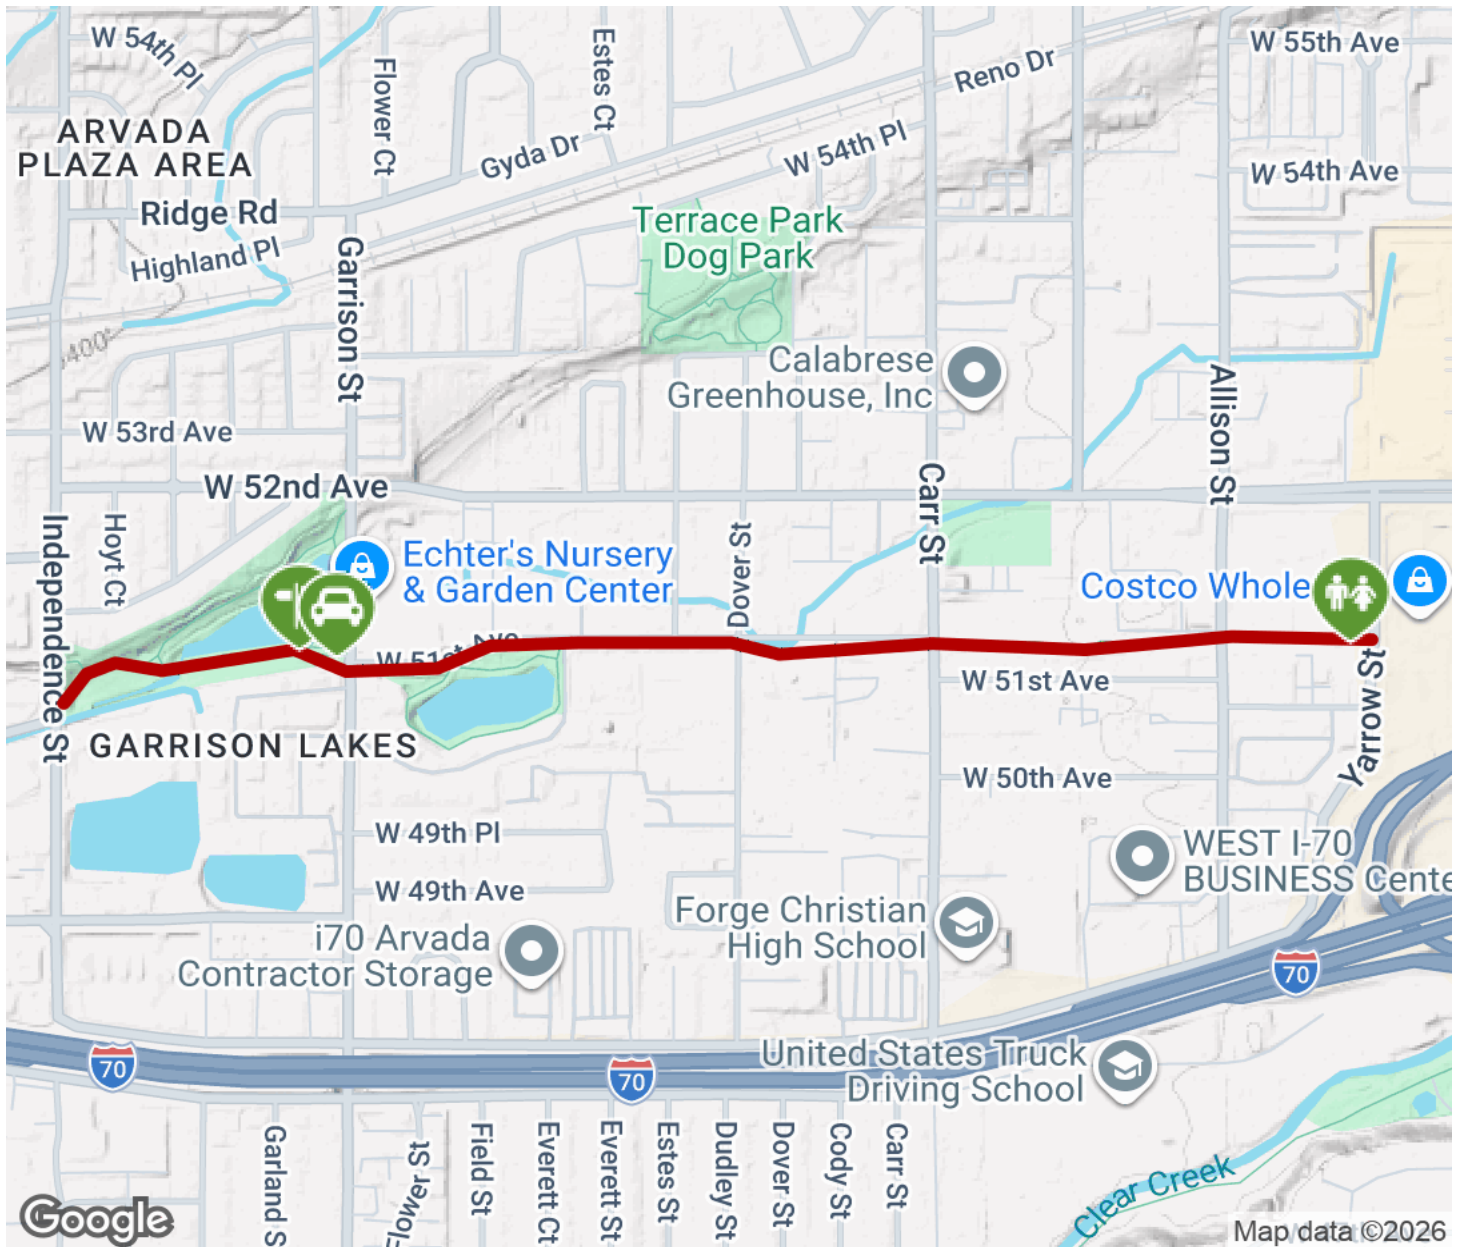 W 54th Pl
Flower Ct
Estes Ct
Reno Dr
W 55th Ave
ARVADA
PLAZA AREA
Gyda Dr
W 54th Pl
W 54th Ave
Ridge Rd
Highland Pl
Garrison St
Terrace Park
Dog Park
5400'
Calabrese
Greenhouse, Inc
Allison St
W 53rd Ave
W 52nd Ave
Carr St
Independence St
Hoyt Ct
Echter's Nursery
& Garden Center
Dover St
Costco Whole
W 51st Ave
W 51st Ave
Yarrow St
GARRISON LAKES
W 50th Ave
W 49th Pl
WEST I-70
BUSINESS Cente
W 49th Ave
Forge Christian
High School
i70 Arvada
Contractor Storage
70
70
70
United States Truck
Driving School
Garland S
Flower St
Field St
Everett Ct
Everett St
Estes St
Dudley St
Dover St
Cody St
Carr St
Clear Creek
Google
Map data ©2026